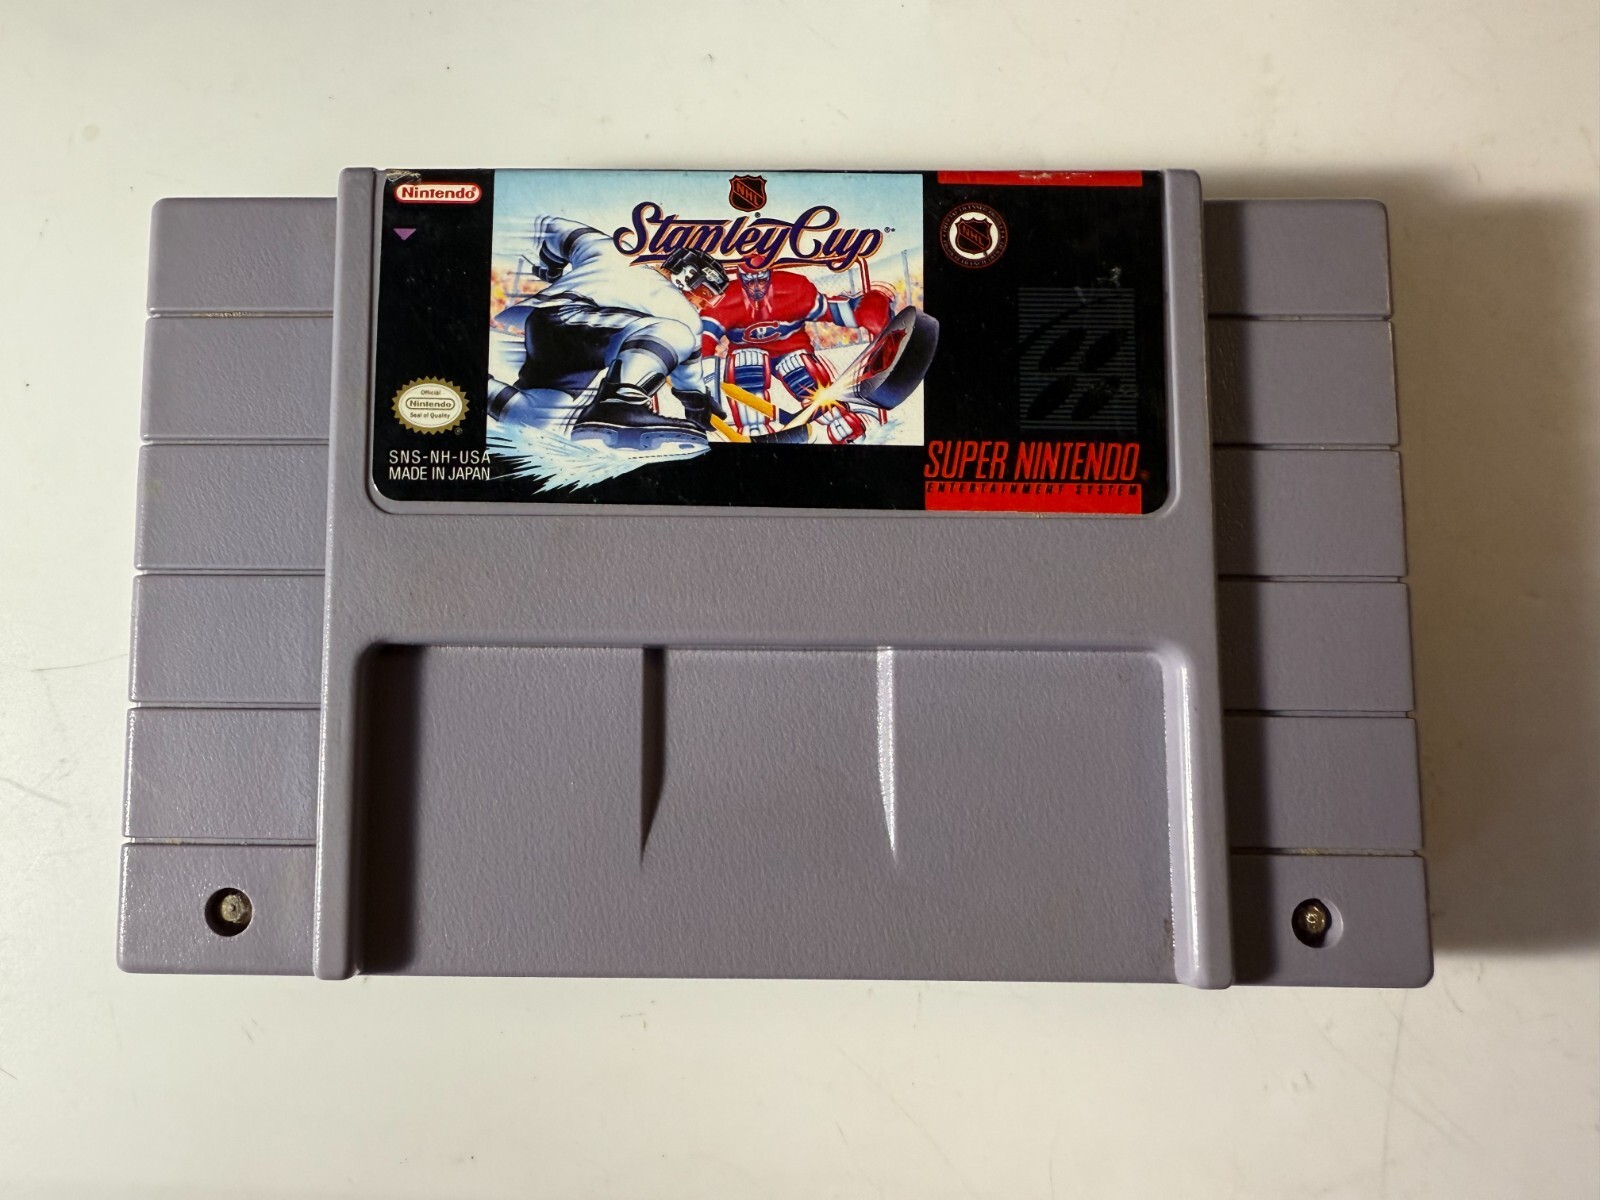 Nintendo®
NHL
Stanley Cup®*
NHL
Official
Nintendo
Seal of Quality
®
SNS-NH-USA
MADE IN JAPAN
SUPER NINTENDO®
ENTERTAINMENT SYSTEM